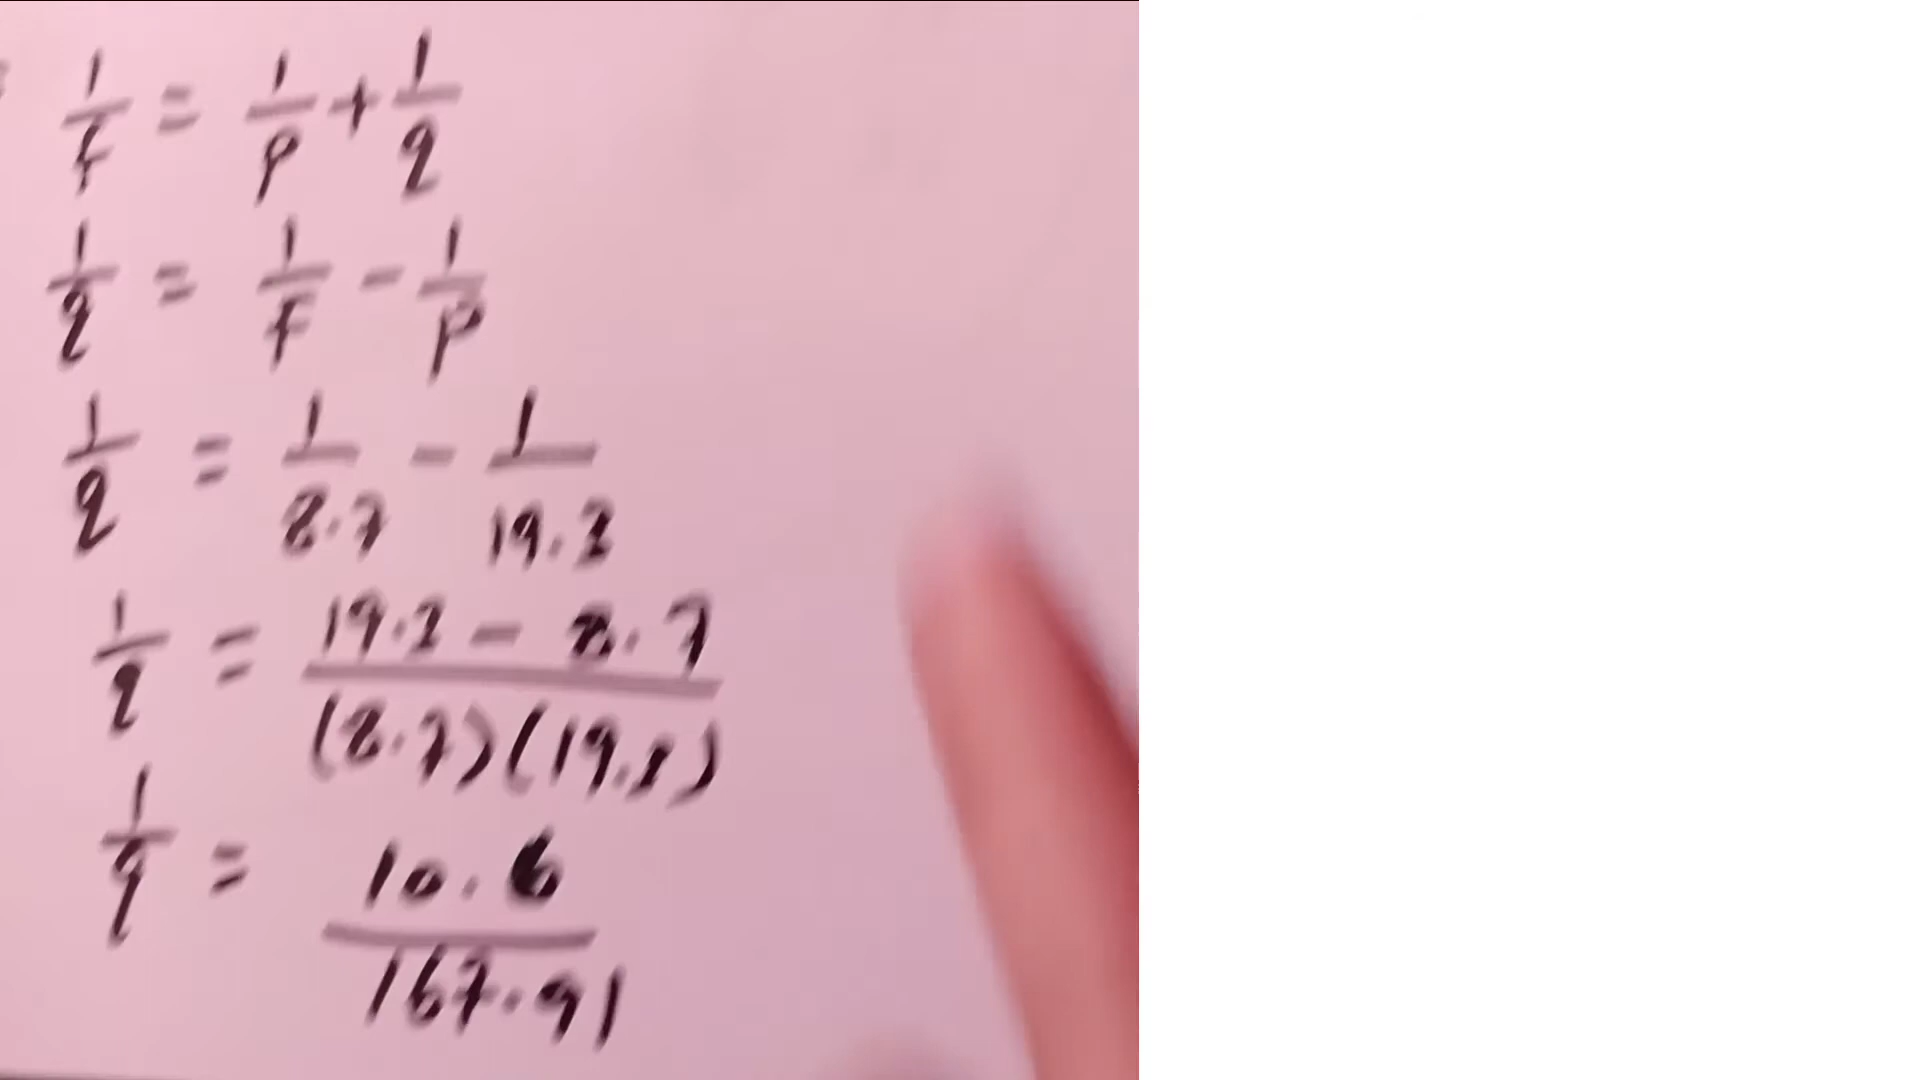 1/f = 1/p + 1/q
1/q = 1/f - 1/p
1/q = 1/8.7 - 1/19.3
1/q = 19.3 - 8.7 / (8.7)(19.3)
1/q = 10.6 / 167.91